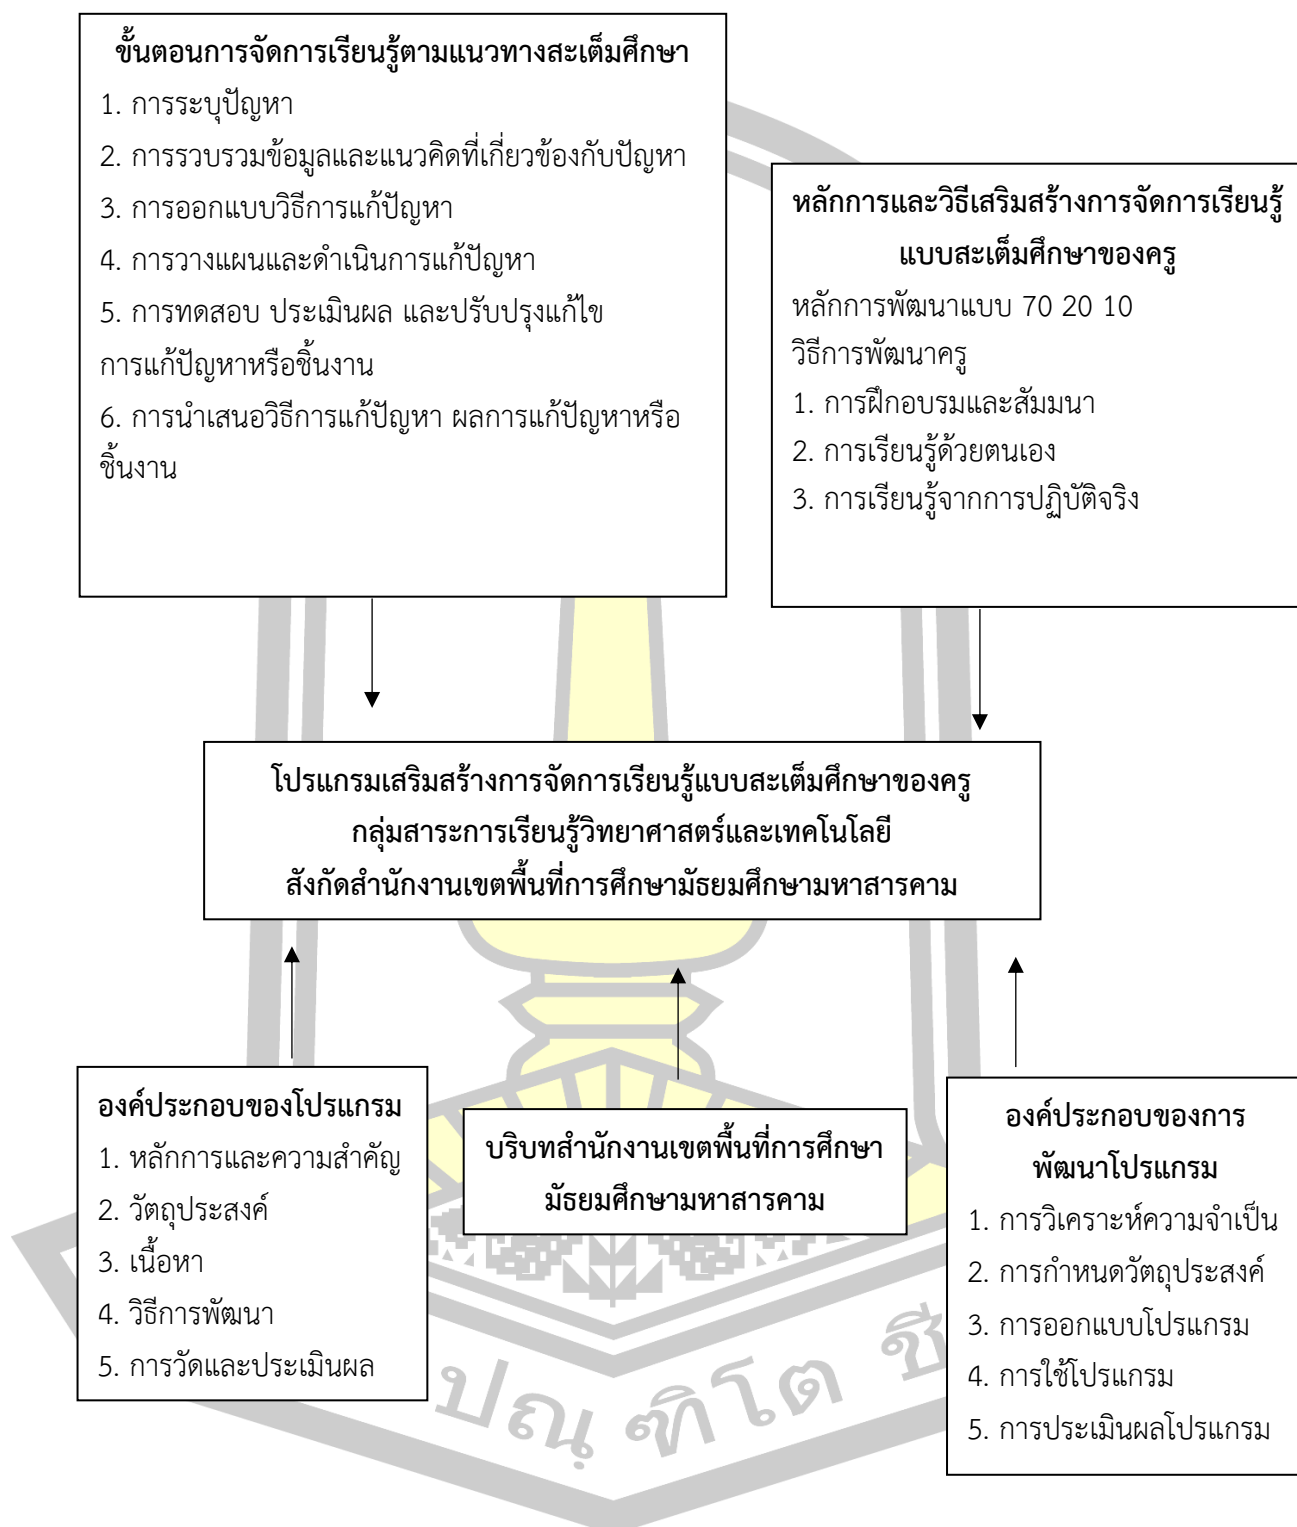 ขั้นตอนการจัดการเรียนรู้ตามแนวทางสะเต็มศึกษา
1. การระบุปัญหา
2. การรวบรวมข้อมูลและแนวคิดที่เกี่ยวข้องกับปัญหา
3. การออกแบบวิธีการแก้ปัญหา
4. การวางแผนและดำเนินการแก้ปัญหา
5. การทดสอบ ประเมินผล และปรับปรุงแก้ไข
การแก้ปัญหาหรือชิ้นงาน
6. การนำเสนอวิธีการแก้ปัญหา ผลการแก้ปัญหาหรือ
ชิ้นงาน
หลักการและวิธีเสริมสร้างการจัดการเรียนรู้
แบบสะเต็มศึกษาของครู
หลักการพัฒนาแบบ 70 20 10
วิธีการพัฒนาครู
1. การฝึกอบรมและสัมมนา
2. การเรียนรู้ด้วยตนเอง
3. การเรียนรู้จากการปฏิบัติจริง
โปรแกรมเสริมสร้างการจัดการเรียนรู้แบบสะเต็มศึกษาของครู
กลุ่มสาระการเรียนรู้วิทยาศาสตร์และเทคโนโลยี
สังกัดสำนักงานเขตพื้นที่การศึกษามัธยมศึกษามหาสารคาม
องค์ประกอบของโปรแกรม
1. หลักการและความสำคัญ
2. วัตถุประสงค์
3. เนื้อหา
4. วิธีการพัฒนา
5. การวัดและประเมินผล
บริบทสำนักงานเขตพื้นที่การศึกษา
มัธยมศึกษามหาสารคาม
องค์ประกอบของการ
พัฒนาโปรแกรม
1. การวิเคราะห์ความจำเป็น
2. การกำหนดวัตถุประสงค์
3. การออกแบบโปรแกรม
4. การใช้โปรแกรม
5. การประเมินผลโปรแกรม
ปณฺฑิโต ชี